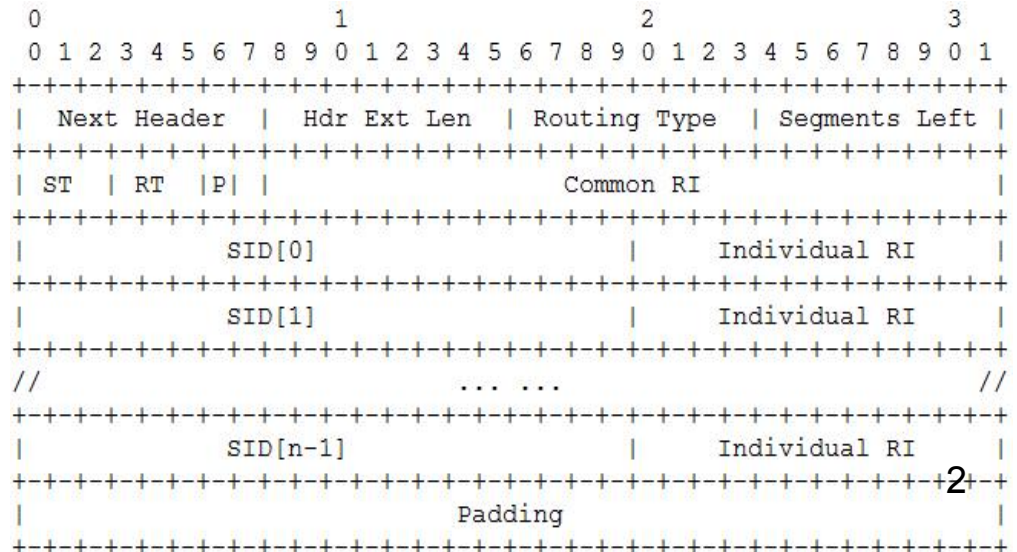 0                   1                   2                   3
0 1 2 3 4 5 6 7 8 9 0 1 2 3 4 5 6 7 8 9 0 1 2 3 4 5 6 7 8 9 0 1
+-+-+-+-+-+-+-+-+-+-+-+-+-+-+-+-+-+-+-+-+-+-+-+-+-+-+-+-+-+-+-+-+
|  Next Header  |  Hdr Ext Len  | Routing Type  | Segments Left |
+-+-+-+-+-+-+-+-+-+-+-+-+-+-+-+-+-+-+-+-+-+-+-+-+-+-+-+-+-+-+-+-+
| ST  | RT  |P| |                   Common RI                   |
+-+-+-+-+-+-+-+-+-+-+-+-+-+-+-+-+-+-+-+-+-+-+-+-+-+-+-+-+-+-+-+-+
|             SID[0]                    |     Individual RI     |
+-+-+-+-+-+-+-+-+-+-+-+-+-+-+-+-+-+-+-+-+-+-+-+-+-+-+-+-+-+-+-+-+
|             SID[1]                    |     Individual RI     |
+-+-+-+-+-+-+-+-+-+-+-+-+-+-+-+-+-+-+-+-+-+-+-+-+-+-+-+-+-+-+-+-+
//                           ... ...                           //
+-+-+-+-+-+-+-+-+-+-+-+-+-+-+-+-+-+-+-+-+-+-+-+-+-+-+-+-+-+-+-+-+
|             SID[n-1]                  |     Individual RI     |
+-+-+-+-+-+-+-+-+-+-+-+-+-+-+-+-+-+-+-+-+-+-+-+-+-+-+-+-+-+-+2+-+
|                            Padding                            |
+-+-+-+-+-+-+-+-+-+-+-+-+-+-+-+-+-+-+-+-+-+-+-+-+-+-+-+-+-+-+-+-+